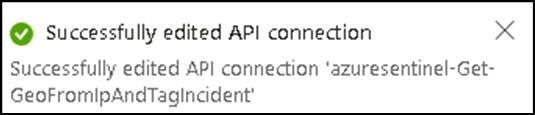 Successfully edited API connection
Successfully edited API connection 'azuresentinel-Get-
GeoFromIpAndTagIncident'